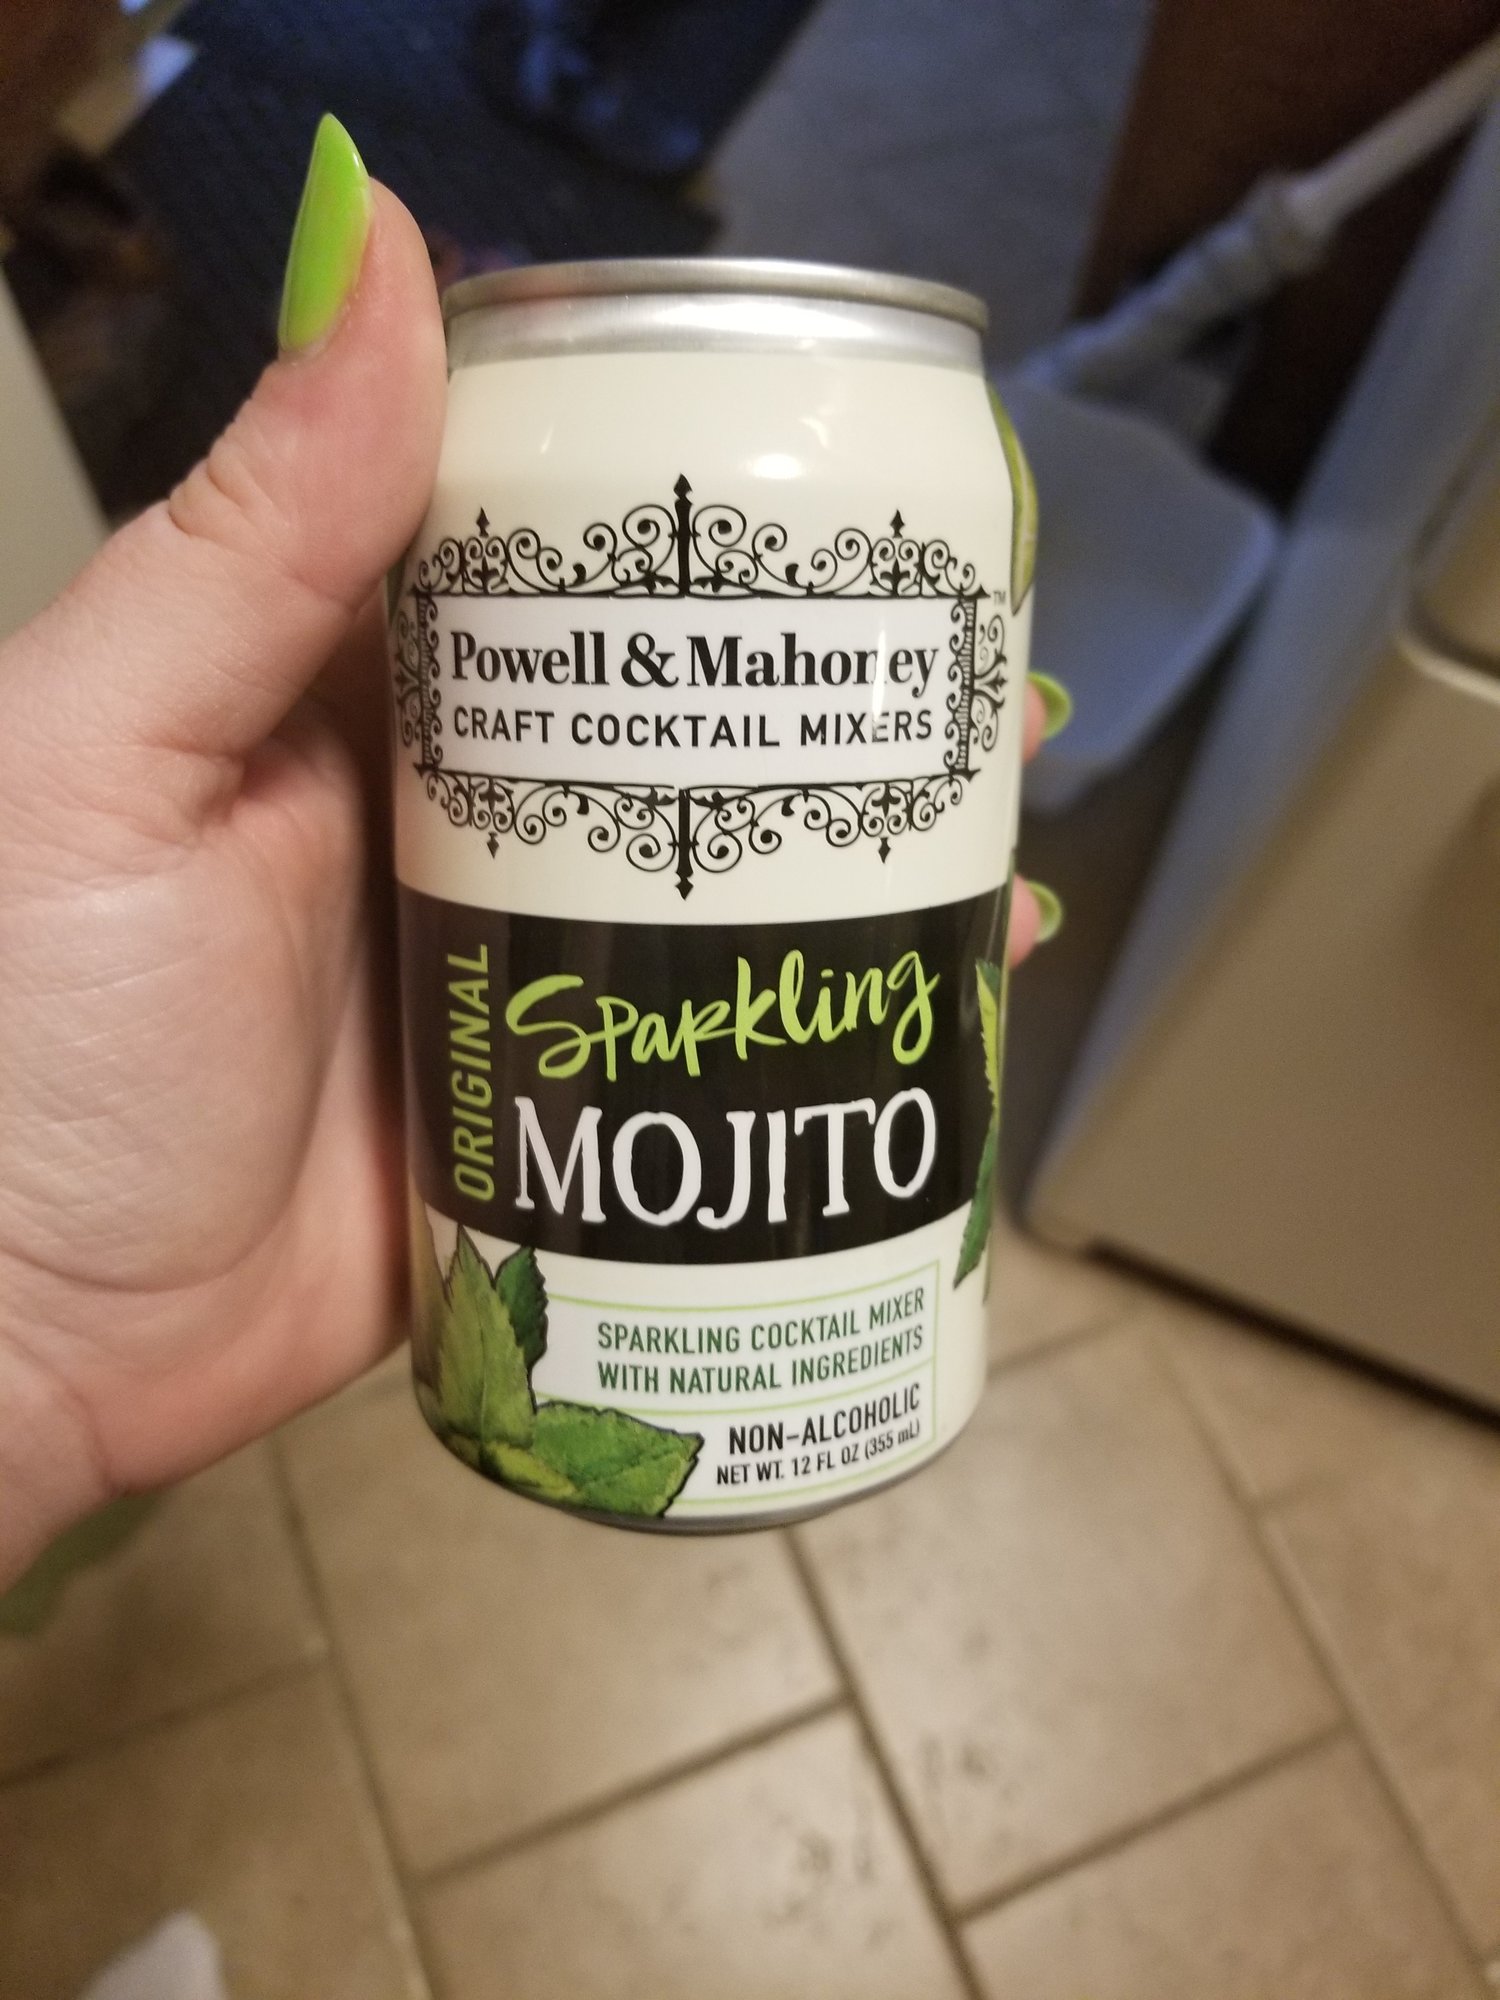 Powell & Mahoney
CRAFT COCKTAIL MIXERS
TM
ORIGINAL
Sparkling
MOJITO
SPARKLING COCKTAIL MIXER
WITH NATURAL INGREDIENTS
NON-ALCOHOLIC
NET WT. 12 FL OZ (355 mL)